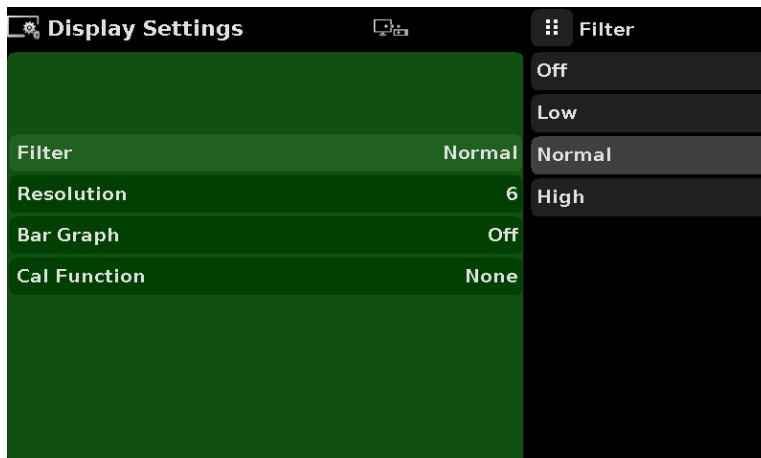 Display Settings
Filter
Off
Low
Filter Normal
Normal
Resolution 6
High
Bar Graph Off
Cal Function None